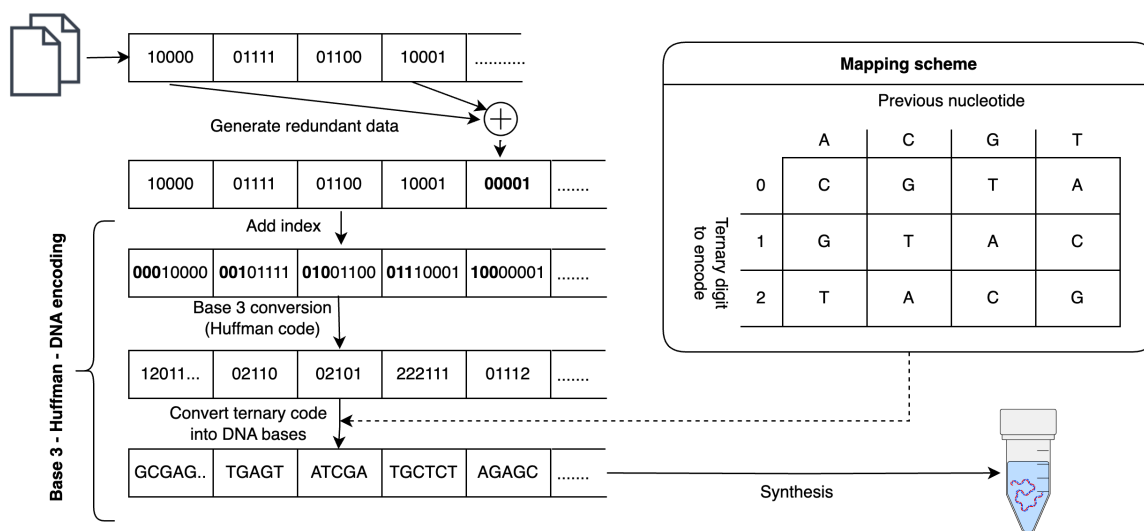 10000 01111 01100 10001 ...........
Generate redundant data
10000 01111 01100 10001 00001 .......
Add index
00010000 00101111 01001100 01110001 10000001 .......
Base 3 conversion
(Huffman code)
12011... 02110 02101 222111 01112 .......
Convert ternary code
into DNA bases
GCGAG.. TGAGT ATCGA TGCTCT AGAGC .......
Base 3 - Huffman - DNA encoding
Synthesis
Mapping scheme
Previous nucleotide
A C G T
Ternary digit
to encode
0 C G T A
1 G T A C
2 T A C G